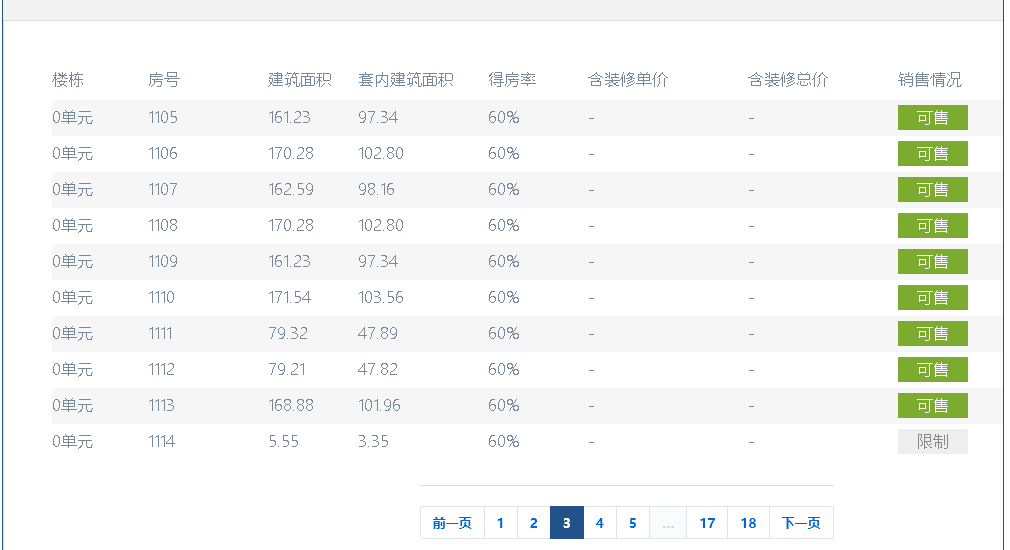 楼栋 房号 建筑面积 套内建筑面积 得房率 含装修单价 含装修总价 销售情况
0单元 1105 161.23 97.34 60% - - 可售
0单元 1106 170.28 102.80 60% - - 可售
0单元 1107 162.59 98.16 60% - - 可售
0单元 1108 170.28 102.80 60% - - 可售
0单元 1109 161.23 97.34 60% - - 可售
0单元 1110 171.54 103.56 60% - - 可售
0单元 1111 79.32 47.89 60% - - 可售
0单元 1112 79.21 47.82 60% - - 可售
0单元 1113 168.88 101.96 60% - - 可售
0单元 1114 5.55 3.35 60% - - 限制
前一页 1 2 3 4 5 ... 17 18 下一页